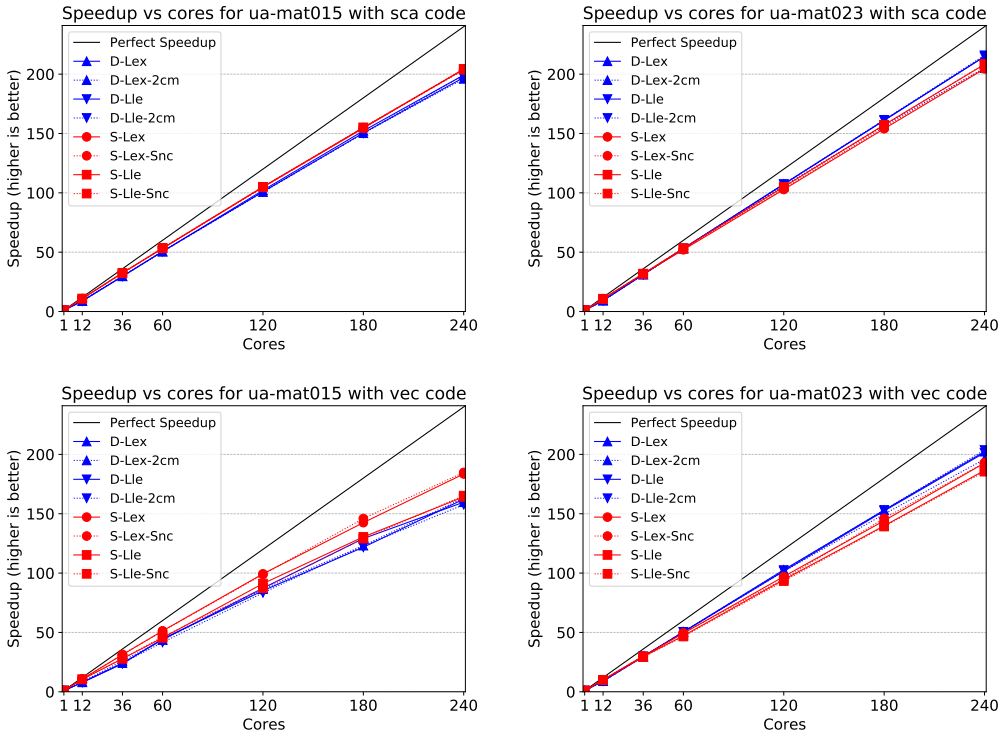 Speedup vs cores for ua-mat015 with sca code
Speedup (higher is better)
200
150
100
50
0
Perfect Speedup
D-Lex
D-Lex-2cm
D-Lle
D-Lle-2cm
S-Lex
S-Lex-Snc
S-Lle
S-Lle-Snc
1 12 36 60 120 180 240
Cores
Speedup vs cores for ua-mat023 with sca code
Speedup (higher is better)
200
150
100
50
0
Perfect Speedup
D-Lex
D-Lex-2cm
D-Lle
D-Lle-2cm
S-Lex
S-Lex-Snc
S-Lle
S-Lle-Snc
1 12 36 60 120 180 240
Cores
Speedup vs cores for ua-mat015 with vec code
Speedup (higher is better)
200
150
100
50
0
Perfect Speedup
D-Lex
D-Lex-2cm
D-Lle
D-Lle-2cm
S-Lex
S-Lex-Snc
S-Lle
S-Lle-Snc
1 12 36 60 120 180 240
Cores
Speedup vs cores for ua-mat023 with vec code
Speedup (higher is better)
200
150
100
50
0
Perfect Speedup
D-Lex
D-Lex-2cm
D-Lle
D-Lle-2cm
S-Lex
S-Lex-Snc
S-Lle
S-Lle-Snc
1 12 36 60 120 180 240
Cores